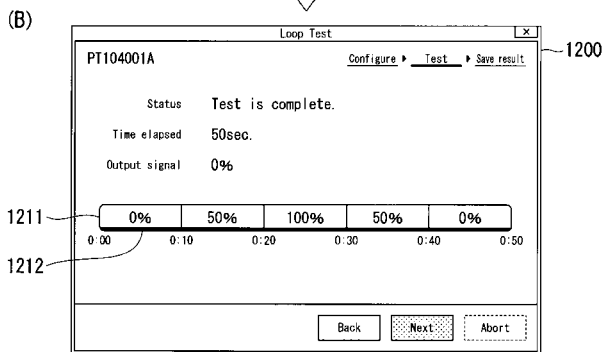 (B)
Loop Test
×
1200
PT104001A
Configure ▸ Test ▸ Save result
Status Test is complete.
Time elapsed 50sec.
Output signal 0%
1211
0% 50% 100% 50% 0%
0:00 0:10 0:20 0:30 0:40 0:50
1212
Back Next Abort